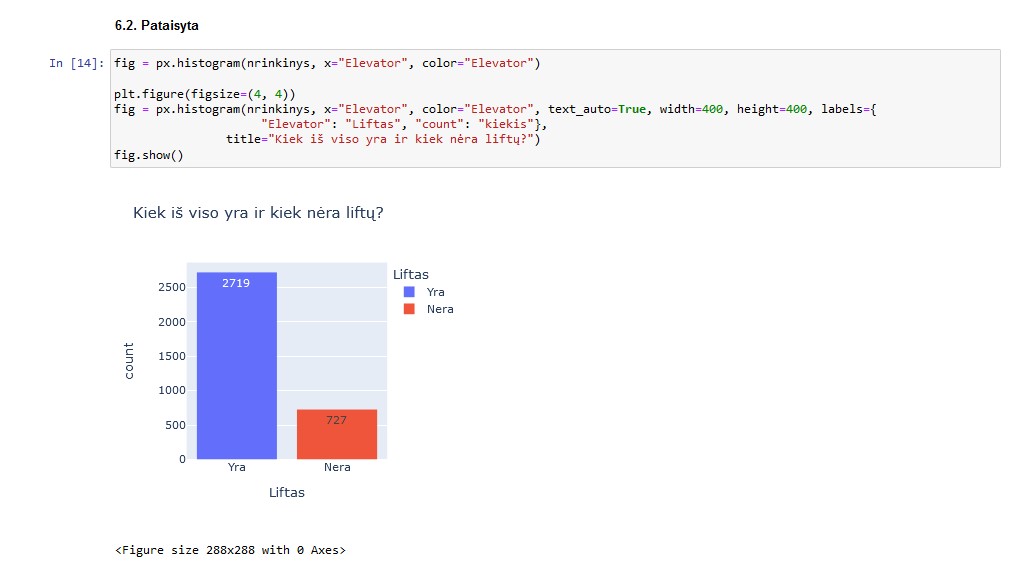 6.2. Pataisyta
In [14]: fig = px.histogram(nrinkinys, x="Elevator", color="Elevator")
plt.figure(figsize=(4, 4))
fig = px.histogram(nrinkinys, x="Elevator", color="Elevator", text_auto=True, width=400, height=400, labels={
"Elevator": "Liftas", "count": "kiekis"},
title="Kiek iš viso yra ir kiek nėra liftų?")
fig.show()
Kiek iš viso yra ir kiek nėra liftų?
Liftas
Yra
Nera
2719
727
2500
2000
1500
1000
500
0
count
Yra
Nera
Liftas
<Figure size 288x288 with 0 Axes>